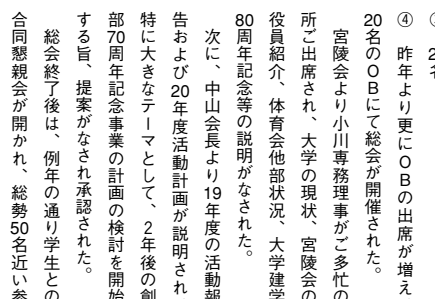 ④　昨年より更にＯＢの出席が増え
20名のＯＢにて総会が開催された。
　宮陵会より小川専務理事がご多忙の
所ご出席され、大学の現状、宮陵会の
役員紹介、体育会他部状況、大学建学
80周年記念等の説明がなされた。
　次に、中山会長より19年度の活動報
告および20年度活動計画が説明され
特に大きなテーマとして、２年後の創
部70周年記念事業の計画の検討を開始
する旨、提案がなされ承認された。
　総会終了後は、例年の通り学生との
合同懇親会が開かれ、総勢50名近い参